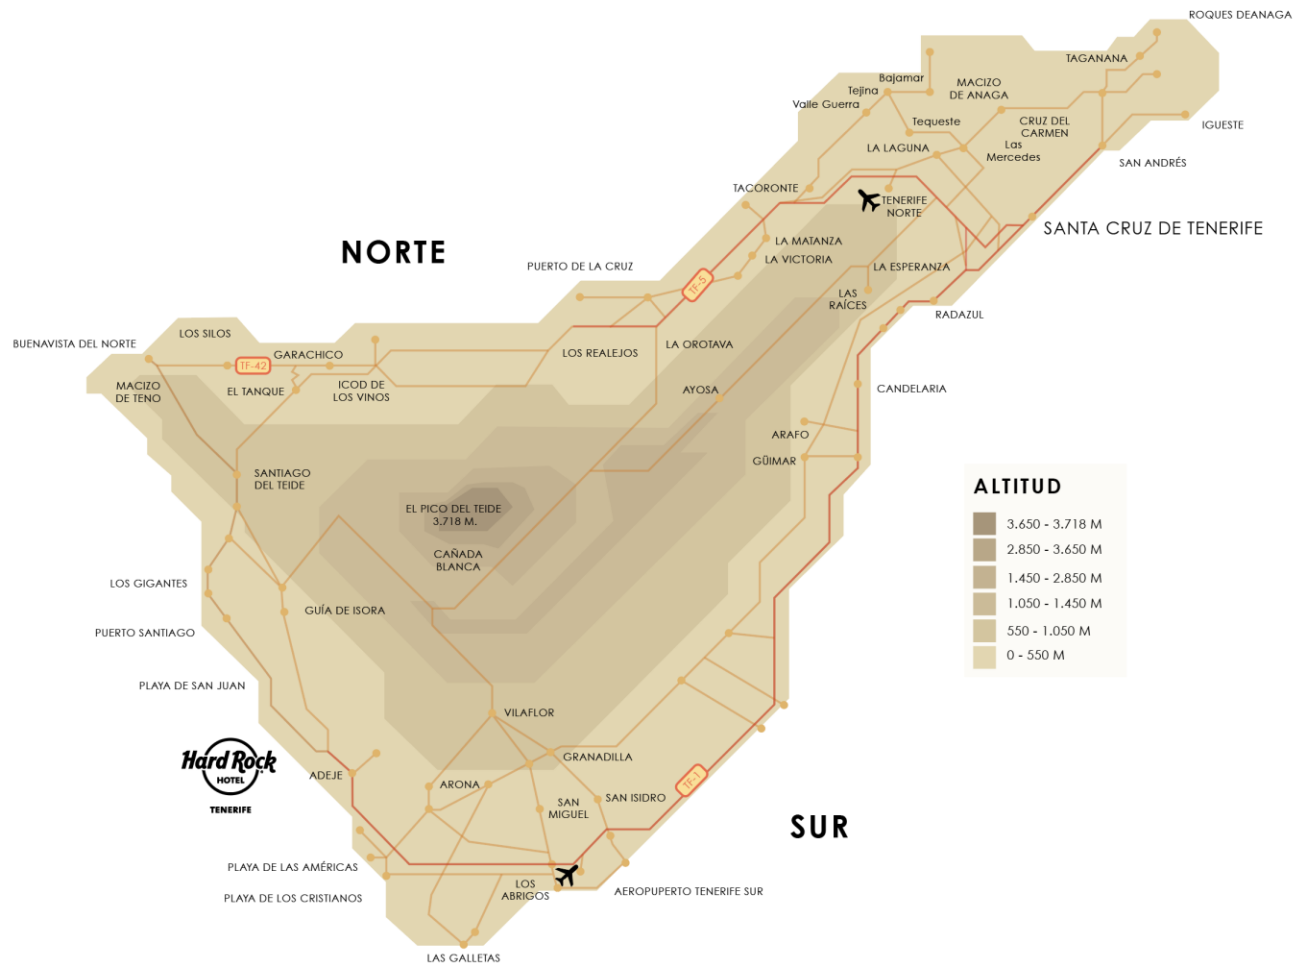 ROQUES DEANAGA
TAGANANA
Bajamar
MACIZO
DE ANAGA
Tejina
Valle Guerra
Tequeste
CRUZ DEL
CARMEN
IGUESTE
LA LAGUNA
Las
Mercedes
SAN ANDRÉS
TACORONTE
TENERIFE
NORTE
SANTA CRUZ DE TENERIFE
NORTE
LA MATANZA
LA VICTORIA
PUERTO DE LA CRUZ
LA ESPERANZA
TF-5
LAS
RAÍCES
RADAZUL
LOS SILOS
BUENAVISTA DEL NORTE
GARACHICO
LOS REALEJOS
LA OROTAVA
TF-42
MACIZO
DE TENO
EL TANQUE
ICOD DE
LOS VINOS
AYOSA
CANDELARIA
ARAFO
GÜIMAR
SANTIAGO
DEL TEIDE
EL PICO DEL TEIDE
3.718 M.
CAÑADA
BLANCA
ALTITUD
3.650 - 3.718 M
2.850 - 3.650 M
1.450 - 2.850 M
1.050 - 1.450 M
550 - 1.050 M
0 - 550 M
LOS GIGANTES
GUÍA DE ISORA
PUERTO SANTIAGO
PLAYA DE SAN JUAN
VILAFLOR
Hard Rock
HOTEL
TENERIFE
ADEJE
GRANADILLA
ARONA
SAN
MIGUEL
SAN ISIDRO
TF-1
SUR
PLAYA DE LAS AMÉRICAS
PLAYA DE LOS CRISTIANOS
LOS
ABRIGOS
AEROPUPERTO TENERIFE SUR
LAS GALLETAS